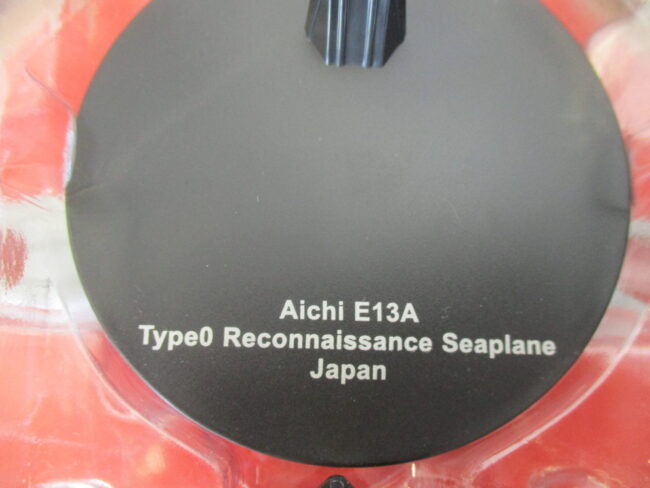 Aichi E13A
Type0 Reconnaissance Seaplane
Japan